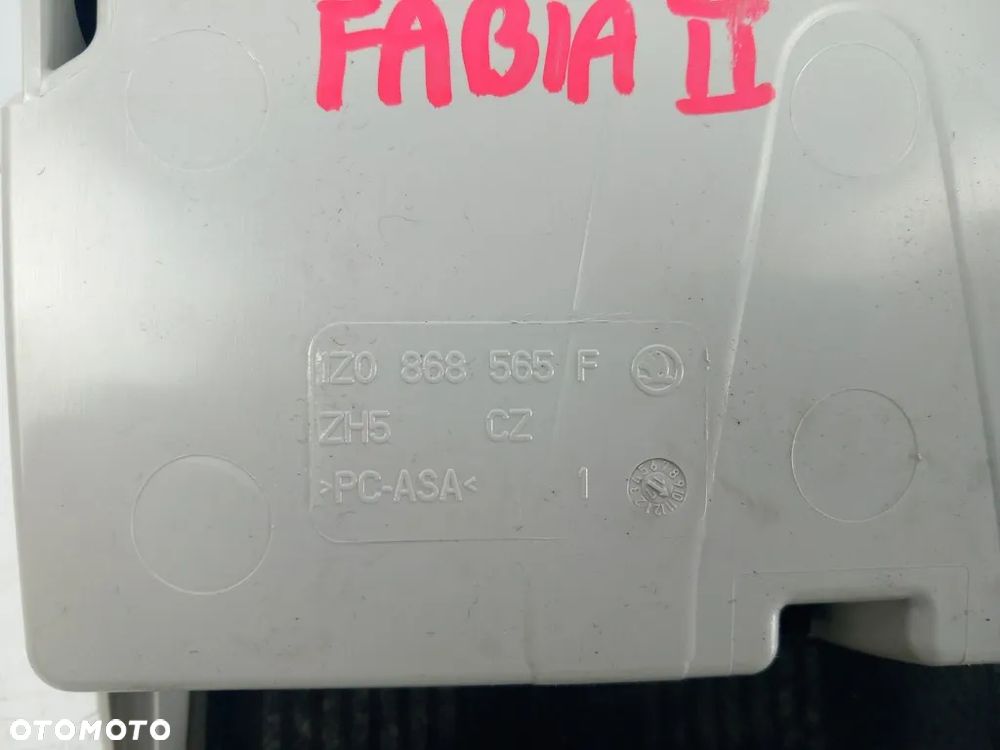 FABIA II
1Z0 868 565 F
ZH5 CZ
>PC-ASA< 1
OTOMOTO